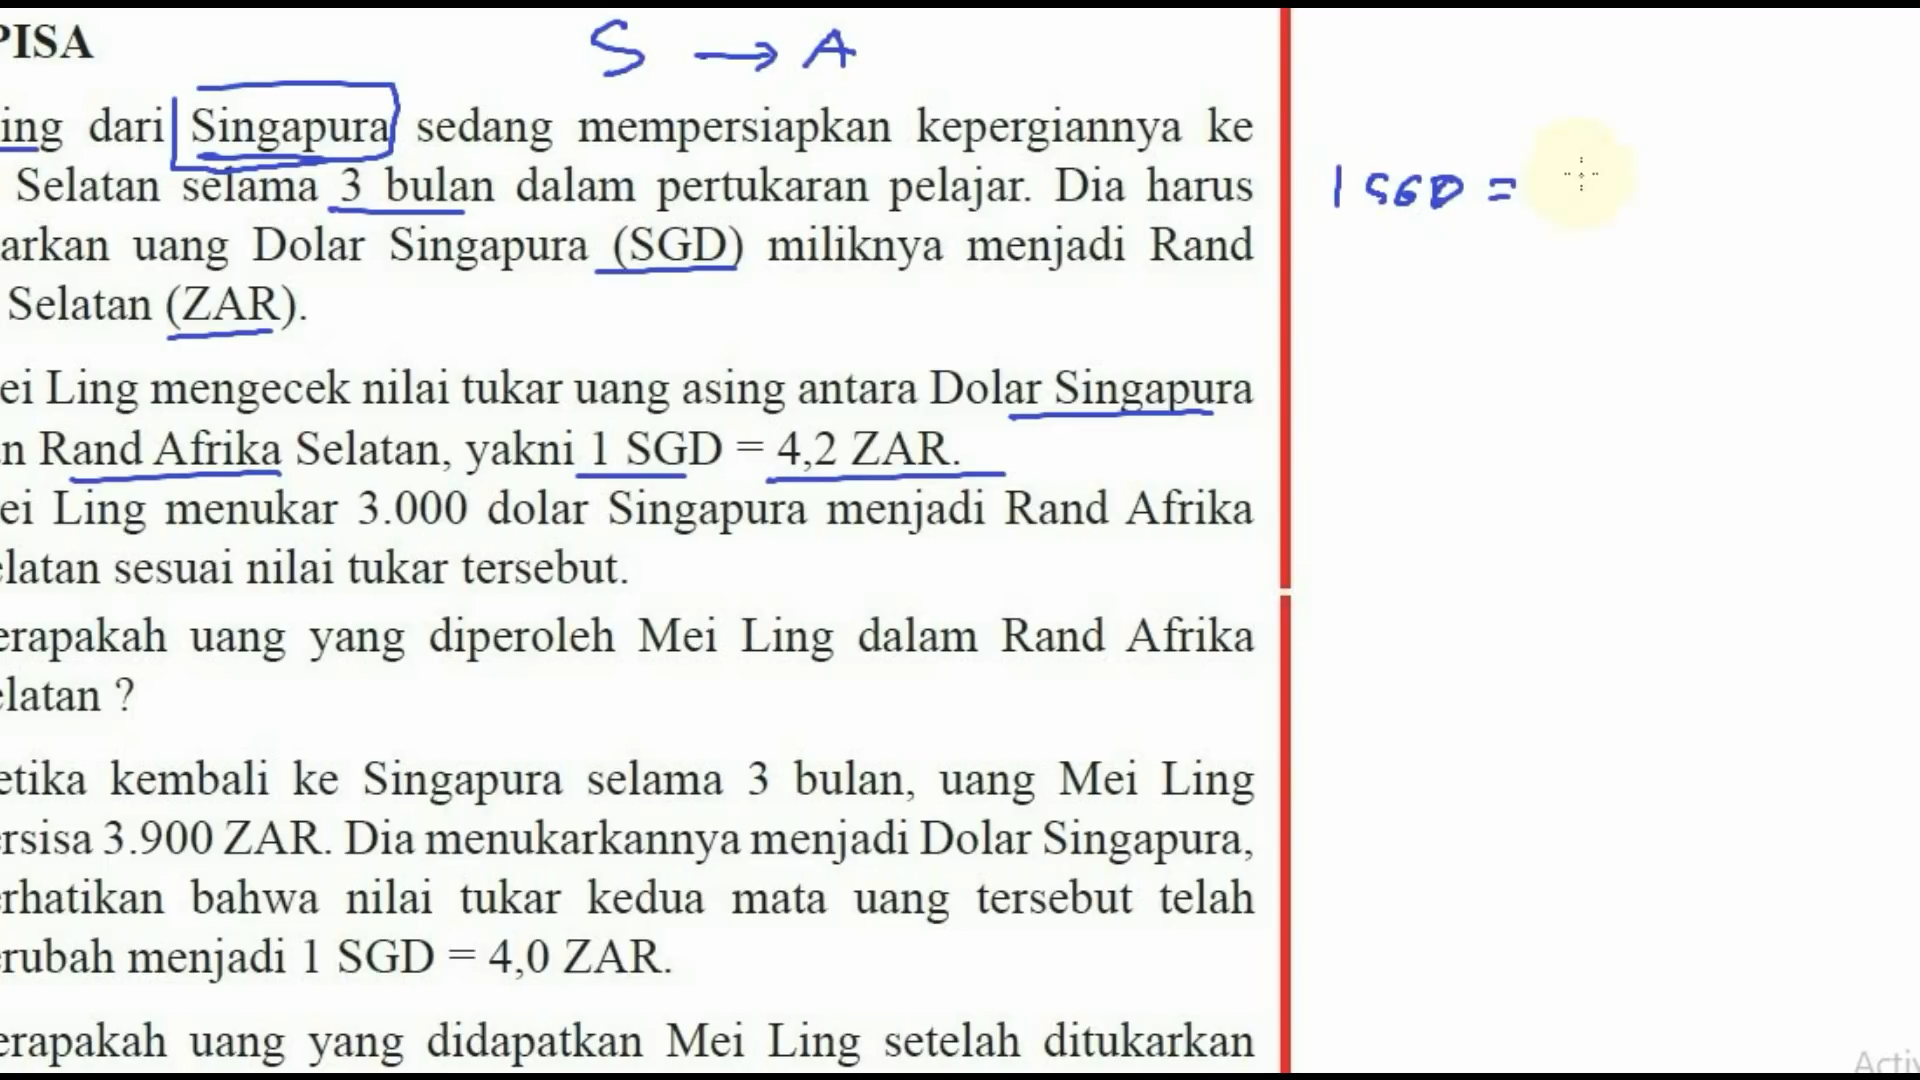 PISA
S → A
ing dari Singapura sedang mempersiapkan kepergiannya ke
Selatan selama 3 bulan dalam pertukaran pelajar. Dia harus
1 SGD =
arkan uang Dolar Singapura (SGD) miliknya menjadi Rand
Selatan (ZAR).
ei Ling mengecek nilai tukar uang asing antara Dolar Singapura
n Rand Afrika Selatan, yakni 1 SGD = 4,2 ZAR.
ei Ling menukar 3.000 dolar Singapura menjadi Rand Afrika
elatan sesuai nilai tukar tersebut.
erapakah uang yang diperoleh Mei Ling dalam Rand Afrika
elatan ?
etika kembali ke Singapura selama 3 bulan, uang Mei Ling
ersisa 3.900 ZAR. Dia menukarkannya menjadi Dolar Singapura,
erhatikan bahwa nilai tukar kedua mata uang tersebut telah
erubah menjadi 1 SGD = 4,0 ZAR.
erapakah uang yang didapatkan Mei Ling setelah ditukarkan